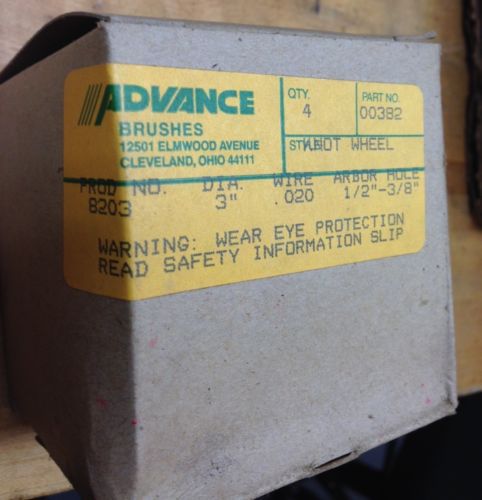 ADVANCE
BRUSHES
12501 ELMWOOD AVENUE
CLEVELAND, OHIO 44111
QTY.
4
PART NO.
00382
KNOT WHEEL
PROD NO. DIA. WIRE ARBOR HOLE
8203 3" .020 1/2"-3/8"
WARNING: WEAR EYE PROTECTION
READ SAFETY INFORMATION SLIP